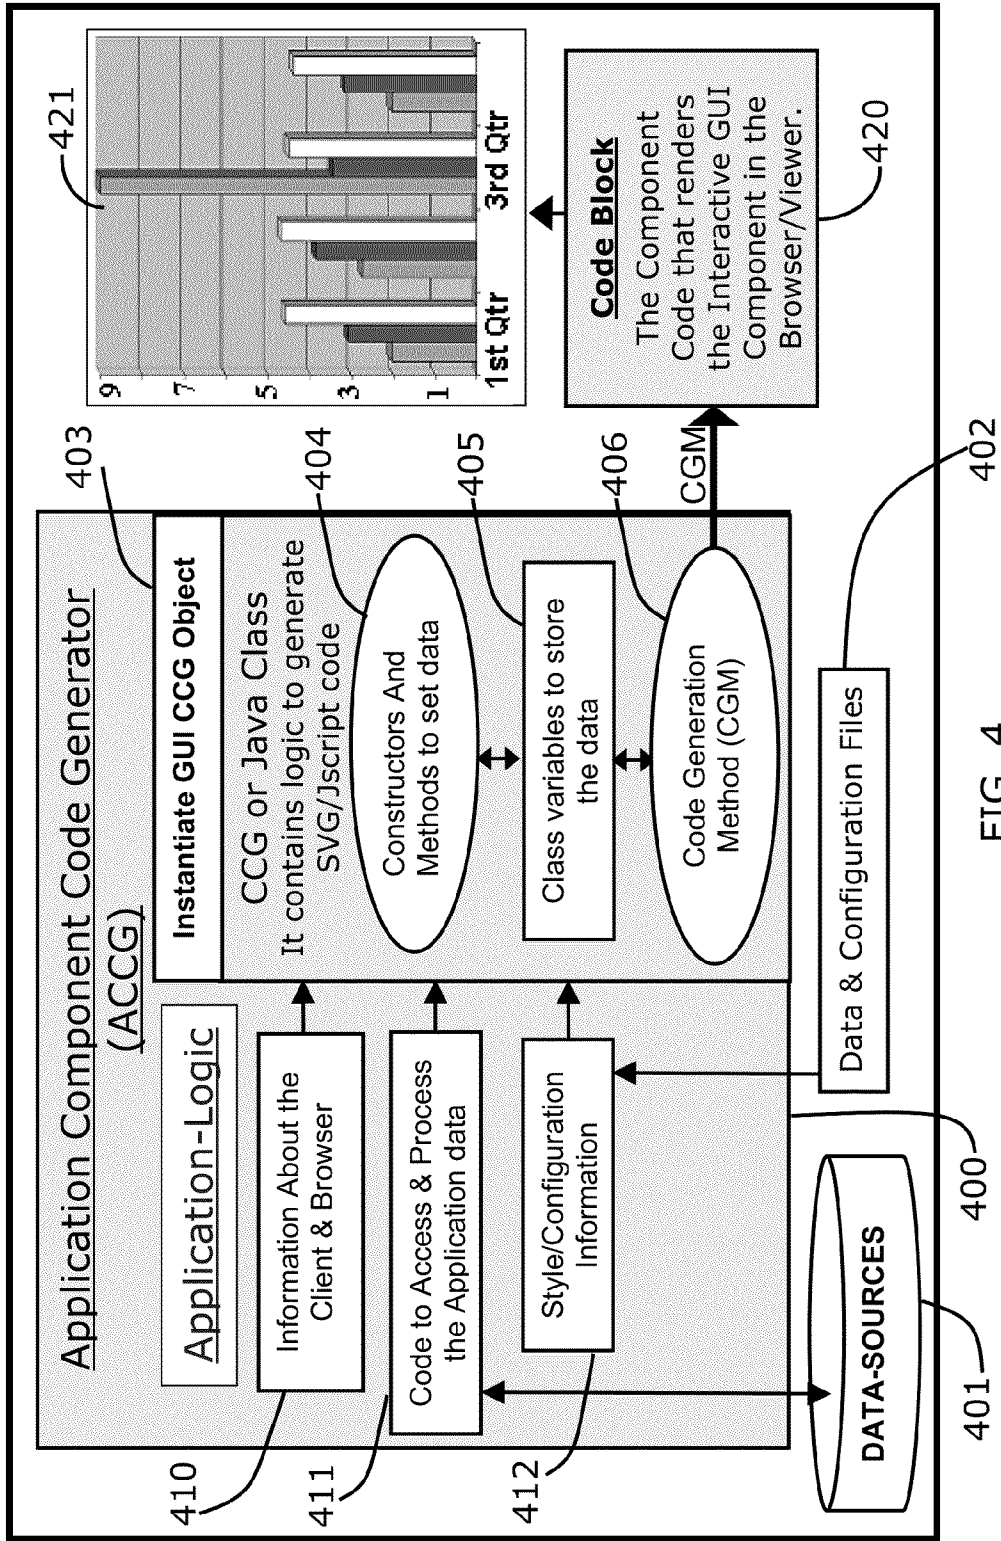 Application Component Code Generator
(ACCG)
Application-Logic
Information About the
Client & Browser
Code to Access & Process
the Application data
Style/Configuration
Information
410
411
412
Instantiate GUI CCG Object
CCG or Java Class
It contains logic to generate
SVG/Jscript code
Constructors And
Methods to set data
Class variables to store
the data
Code Generation
Method (CGM)
403
404
405
406
CGM
421
9
7
5
3
1
1st Qtr
3rd Qtr
Code Block
The Component
Code that renders
the Interactive GUI
Component in the
Browser/Viewer.
420
DATA-SOURCES
401
400
Data & Configuration Files
402
FIG. 4